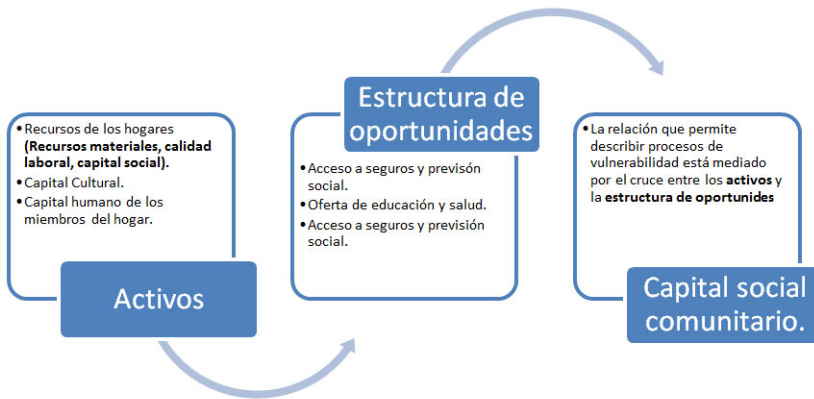 • Recursos de los hogares
(Recursos materiales, calidad
laboral, capital social).
• Capital Cultural.
• Capital humano de los
miembros del hogar.
Activos
Estructura de
oportunidades
• Acceso a seguros y previsón
social.
• Oferta de educación y salud.
• Acceso a seguros y previsión
social.
• La relación que permite
describir procesos de
vulnerabilidad está mediado
por el cruce entre los activos y
la estructura de oportunides
Capital social
comunitario.